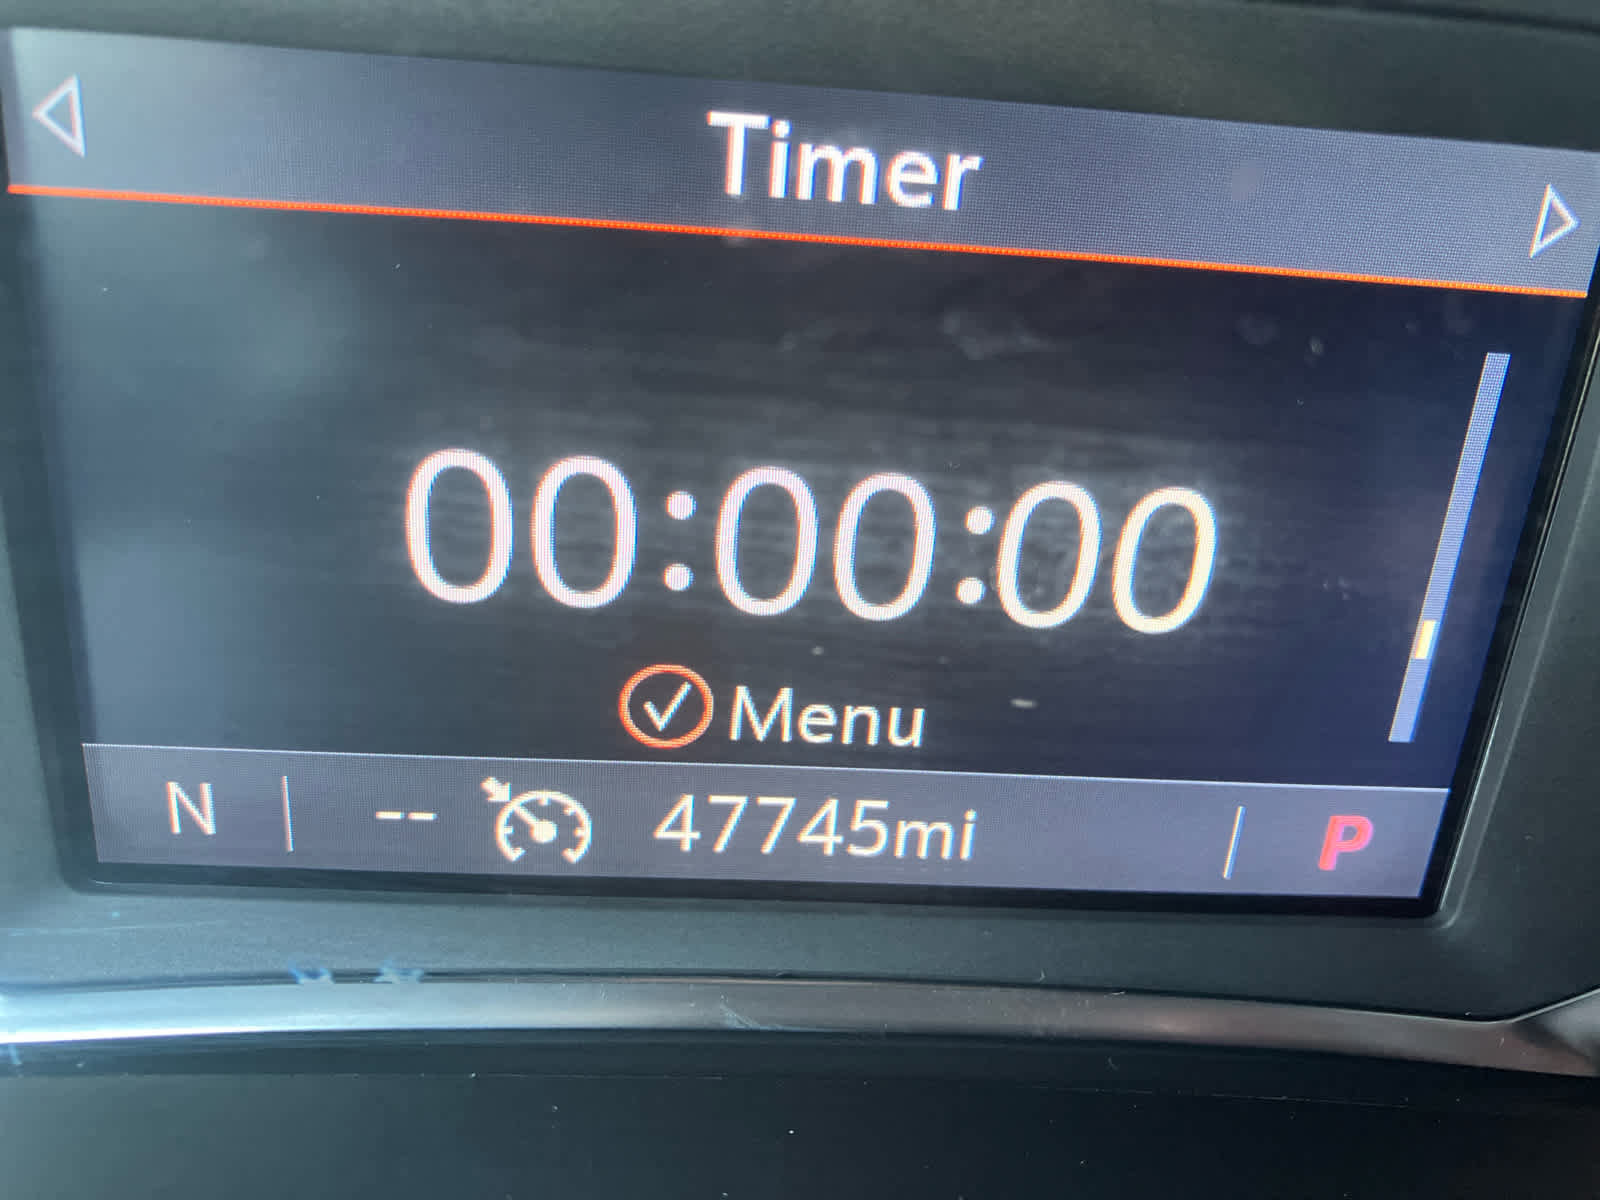 Timer
00:00:00
Menu
N -- 47745mi P